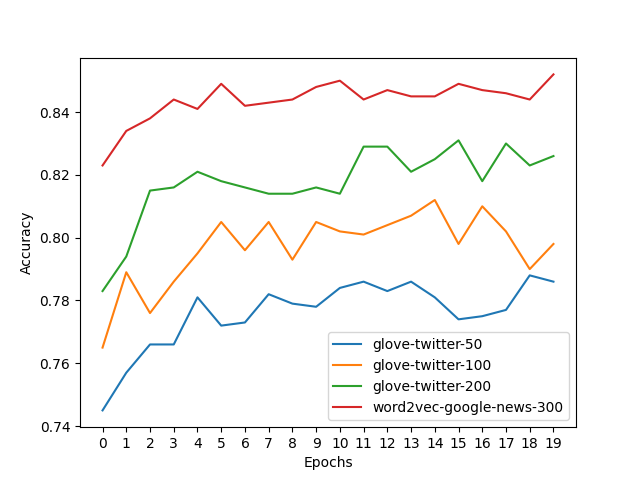 0.84
0.82
0.80
0.78
0.76
0.74
Accuracy
glove-twitter-50
glove-twitter-100
glove-twitter-200
word2vec-google-news-300
0 1 2 3 4 5 6 7 8 9 10 11 12 13 14 15 16 17 18 19
Epochs